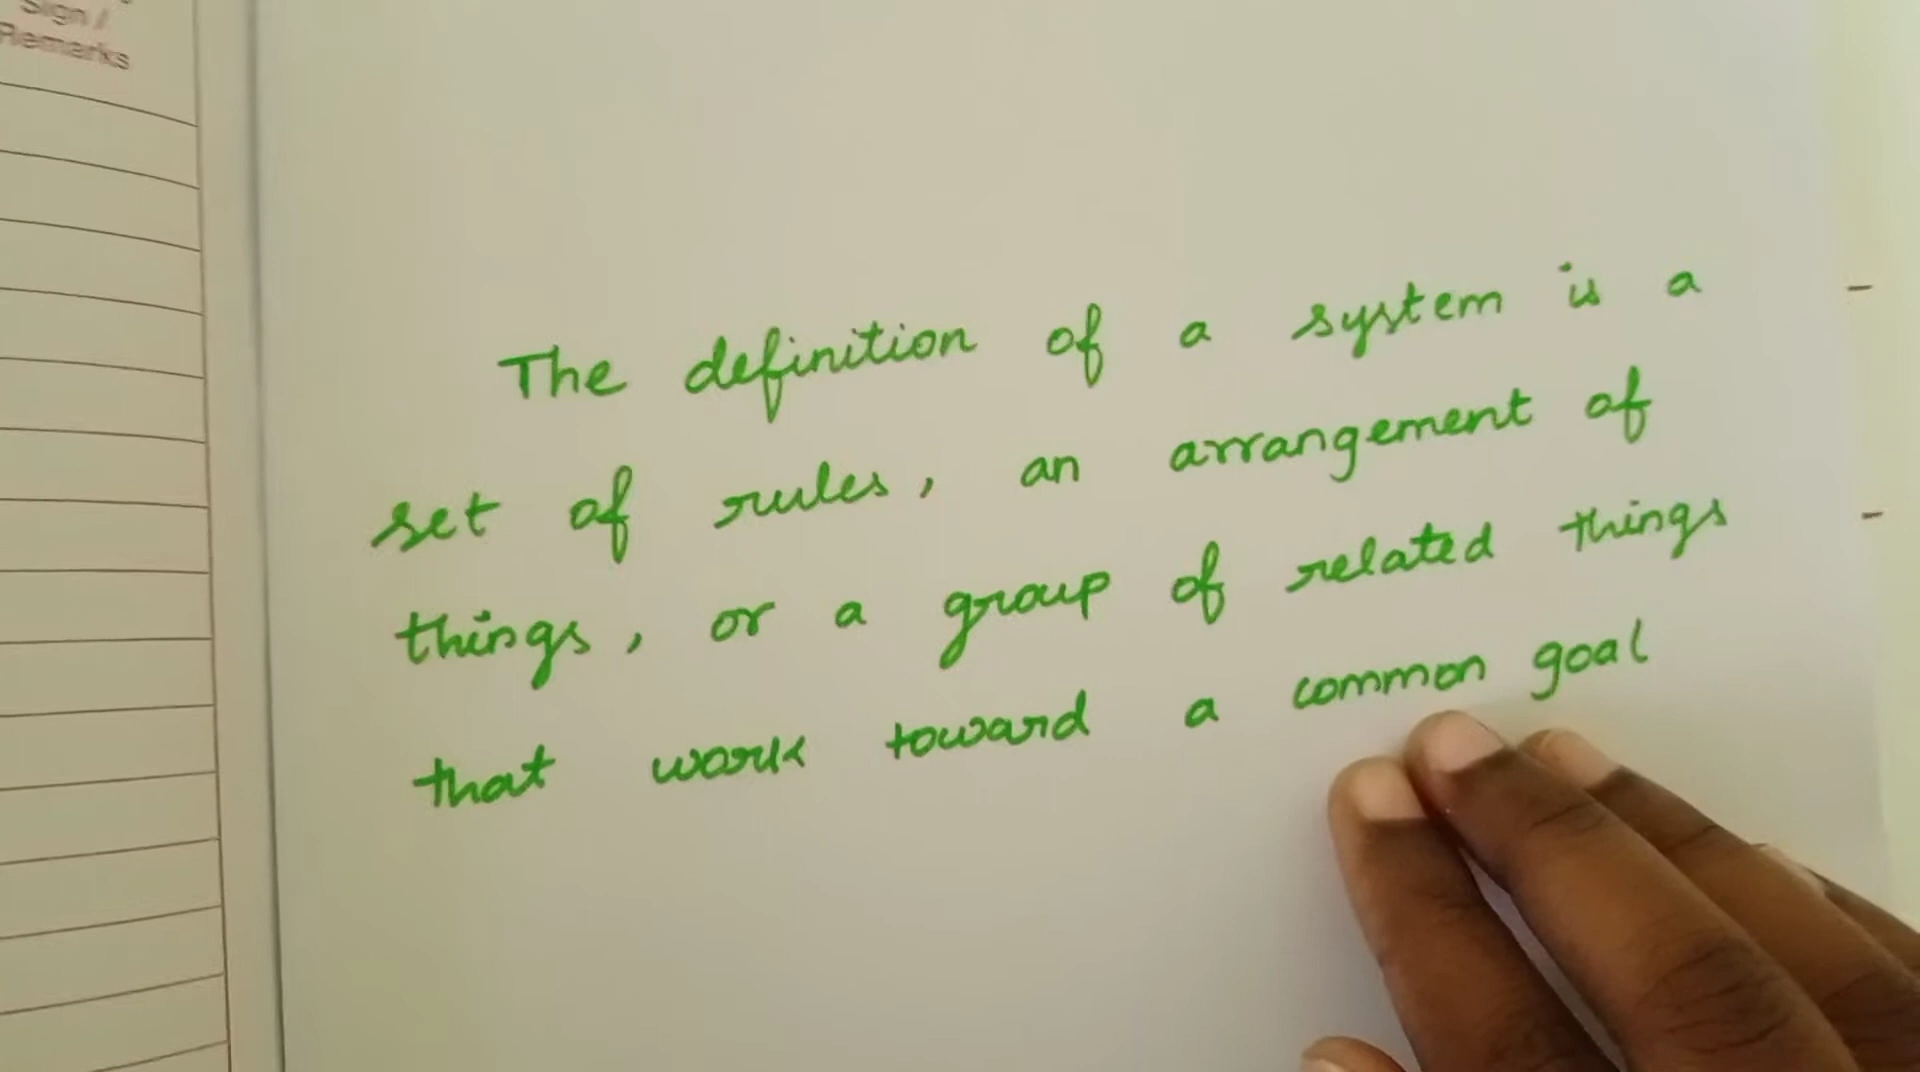 Sign /
Remarks
The definition of a system is a
set of rules, an arrangement of
things, or a group of related things
that work toward a common goal